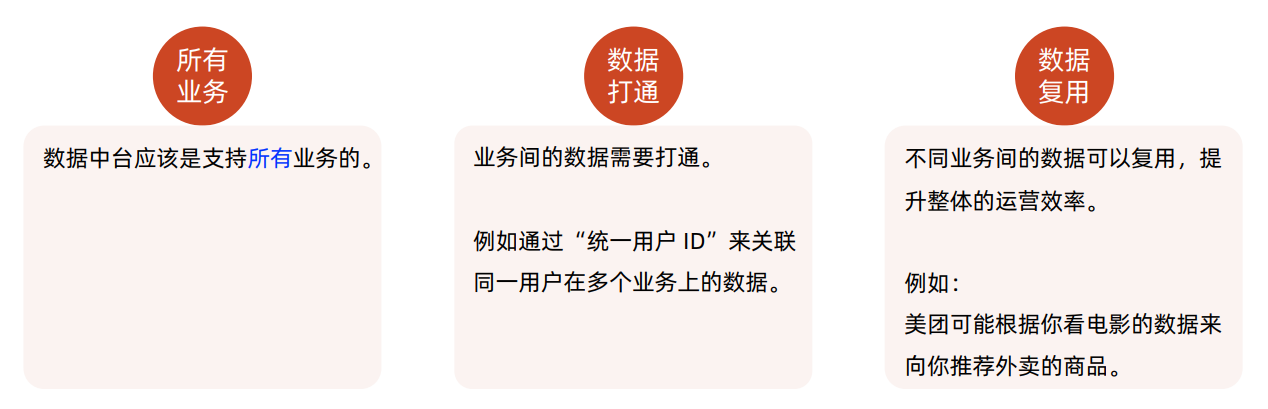 所有
业务
数据中台应该是支持所有业务的。
数据
打通
业务间的数据需要打通。
例如通过“统一用户 ID”来关联
同一用户在多个业务上的数据。
数据
复用
不同业务间的数据可以复用，提
升整体的运营效率。
例如：
美团可能根据你看电影的数据来
向你推荐外卖的商品。